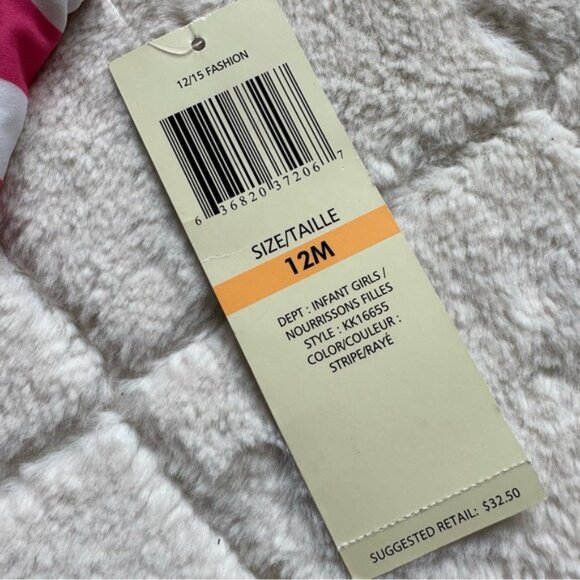 12/15 FASHION
6 36820 37206 7
SIZE/TAILLE
12M
DEPT : INFANT GIRLS /
NOURRISSONS FILLES
STYLE : KK16655
COLOR/COULEUR :
STRIPE/RAYÉ
SUGGESTED RETAIL: $32.50